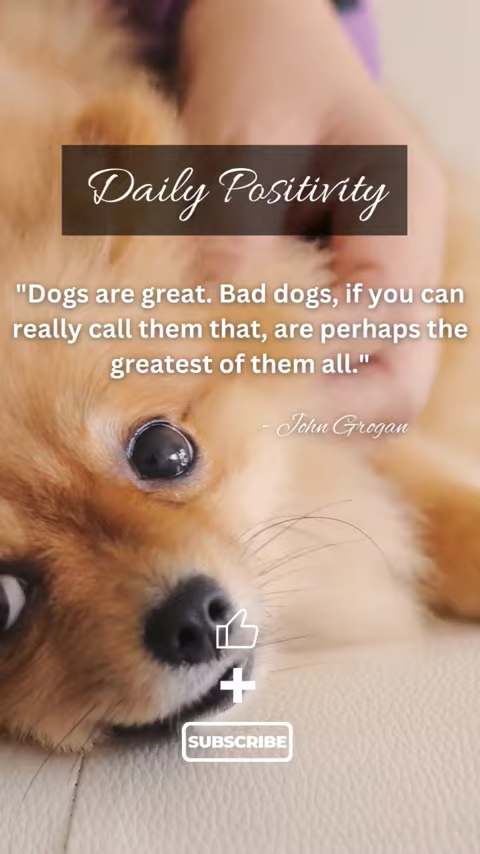 Daily Positivity
"Dogs are great. Bad dogs, if you can
really call them that, are perhaps the
greatest of them all."
- John Grogan
SUBSCRIBE